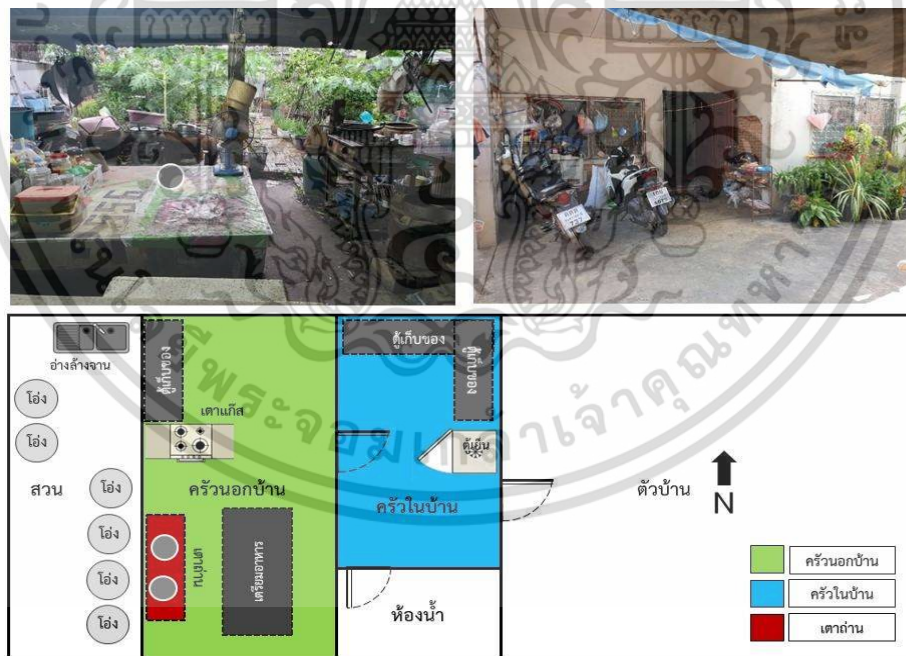 ตู้เก็บของ
ตู้เก็บของ
ตู้เก็บของ
อ่างล้างจาน
โอ่ง
เตาแก๊ส
โอ่ง
ตู้เย็น
สวน
โอ่ง
ครัวนอกบ้าน
ครัวในบ้าน
ตัวบ้าน
N
โอ่ง
เตาถ่าน
เตรียมอาหาร
โอ่ง
ห้องน้ำ
โอ่ง
ครัวนอกบ้าน
ครัวในบ้าน
เตาถ่าน